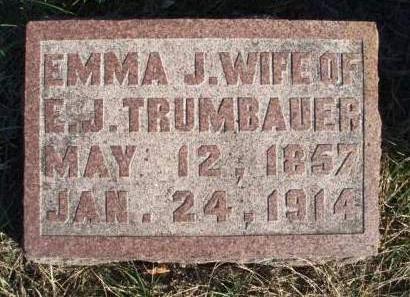 EMMA J. WIFE OF
E. J. TRUMBAUER
MAY 12, 1857
JAN. 24, 1914